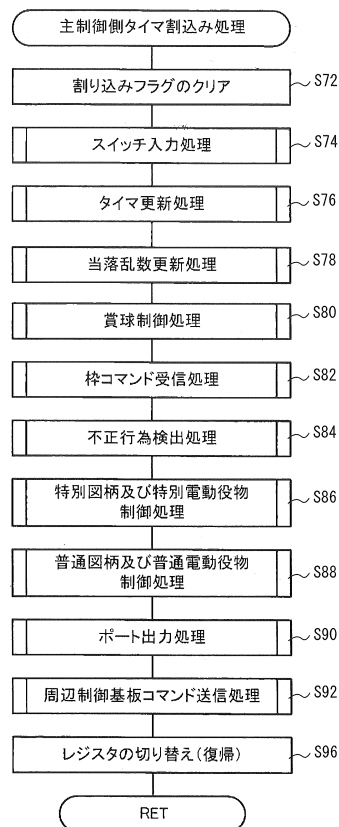 主制御側タイマ割込み処理
割り込みフラグのクリア
S72
スイッチ入力処理
S74
タイマ更新処理
S76
当落乱数更新処理
S78
賞球制御処理
S80
枠コマンド受信処理
S82
不正行為検出処理
S84
特別図柄及び特別電動役物
制御処理
S86
普通図柄及び普通電動役物
制御処理
S88
ポート出力処理
S90
周辺制御基板コマンド送信処理
S92
レジスタの切り替え(復帰)
S96
RET